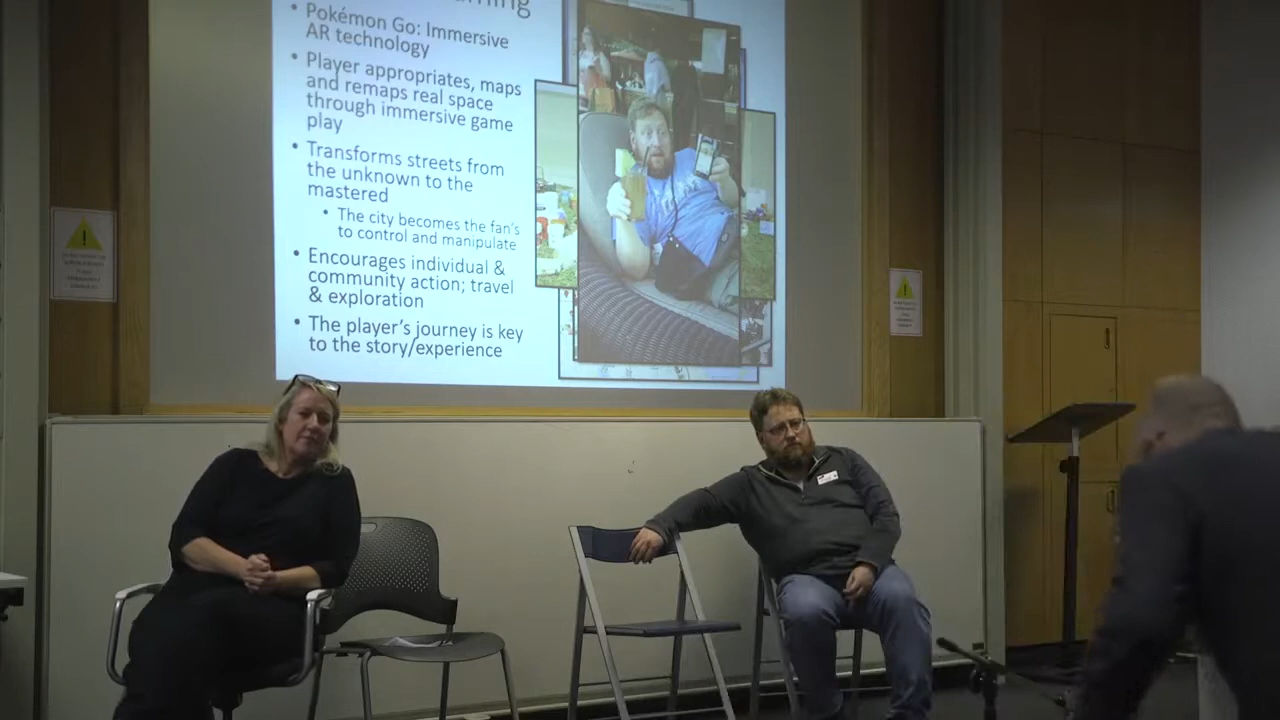 • Pokémon Go: Immersive
AR technology
• Player appropriates, maps
and remaps real space
through immersive game
play
• Transforms streets from
the unknown to the
mastered
• The city becomes the fan's
to control and manipulate
• Encourages individual &
community action; travel
& exploration
• The player's journey is key
to the story/experience